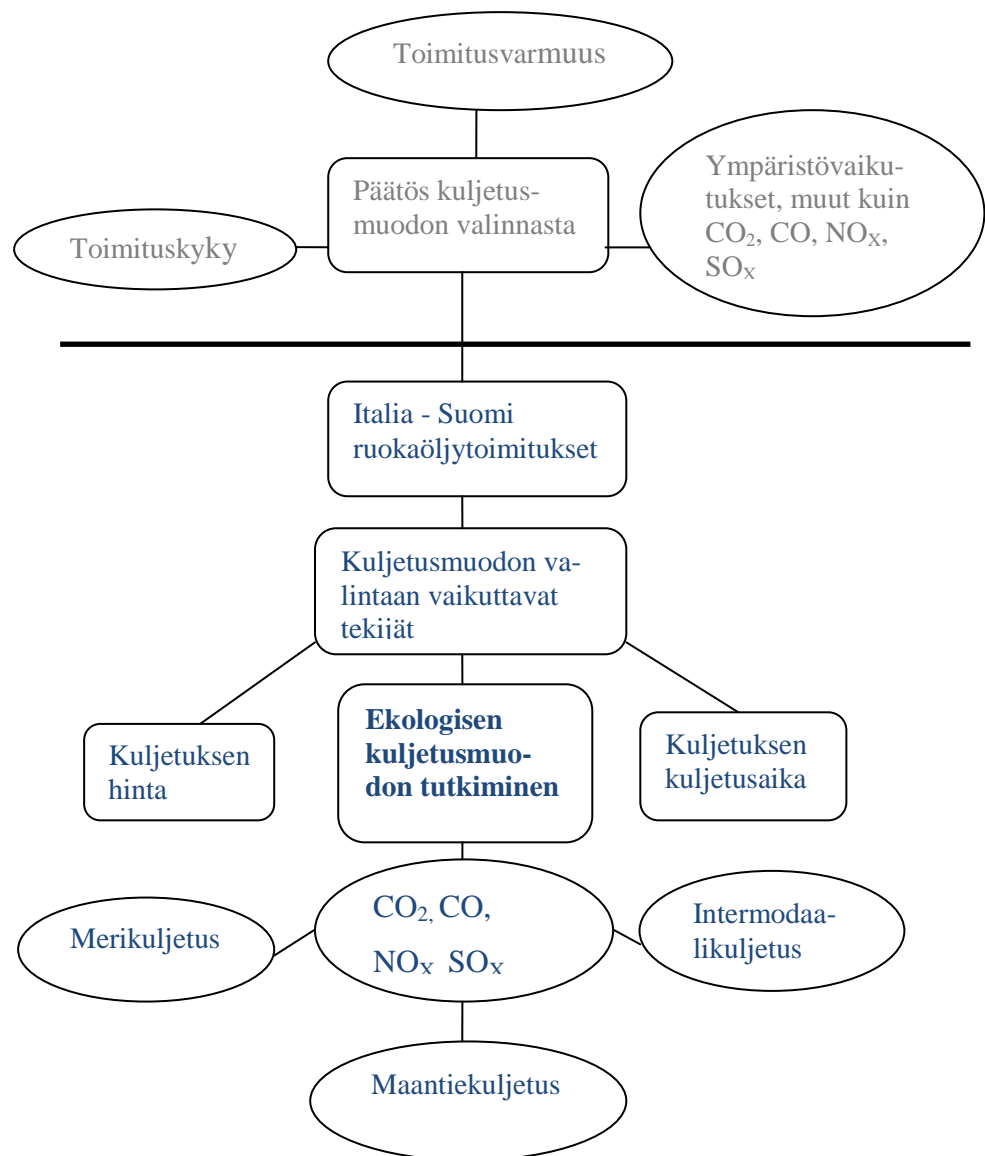 Toimitusvarmuus
Päätös kuljetus-
muodon valinnasta
Ympäristövaiku-
tukset, muut kuin
CO₂, CO, NOₓ,
SOₓ
Toimituskyky
Italia - Suomi
ruokaöljytoimitukset
Kuljetusmuodon va-
lintaan vaikuttavat
tekijät
Kuljetuksen
hinta
Ekologisen
kuljetusmuo-
don tutkiminen
Kuljetuksen
kuljetusaika
Merikuljetus
CO₂, CO,
NOₓ SOₓ
Intermodaa-
likuljetus
Maantiekuljetus